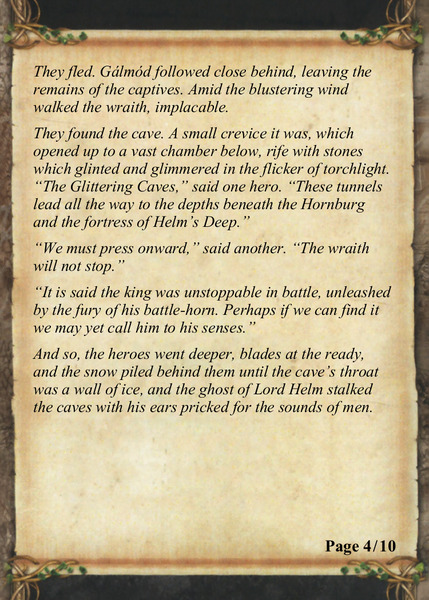 They fled. Gálmód followed close behind, leaving the
remains of the captives. Amid the blustering wind
walked the wraith, implacable.
They found the cave. A small crevice it was, which
opened up to a vast chamber below, rife with stones
which glinted and glimmered in the flicker of torchlight.
“The Glittering Caves,” said one hero. “These tunnels
lead all the way to the depths beneath the Hornburg
and the fortress of Helm’s Deep.”
“We must press onward,” said another. “The wraith
will not stop.”
“It is said the king was unstoppable in battle, unleashed
by the fury of his battle-horn. Perhaps if we can find it
we may yet call him to his senses.”
And so, the heroes went deeper, blades at the ready,
and the snow piled behind them until the cave’s throat
was a wall of ice, and the ghost of Lord Helm stalked
the caves with his ears pricked for the sounds of men.
Page 4/10